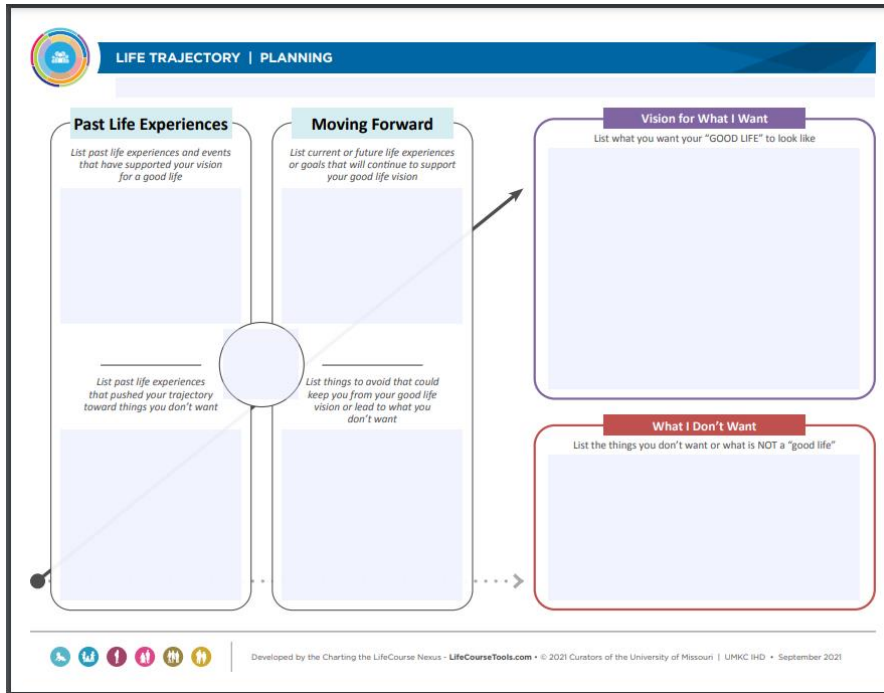 LIFE TRAJECTORY | PLANNING
Past Life Experiences
List past life experiences and events
that have supported your vision
for a good life
List past life experiences
that pushed your trajectory
toward things you don't want
Moving Forward
List current or future life experiences
or goals that will continue to support
your good life vision
List things to avoid that could
keep you from your good life
vision or lead to what you
don't want
Vision for What I Want
List what you want your "GOOD LIFE" to look like
What I Don't Want
List the things you don't want or what is NOT a "good life"
Developed by the Charting the LifeCourse Nexus - LifeCourseTools.com • © 2021 Curators of the University of Missouri | UMKC IHD • September 2021